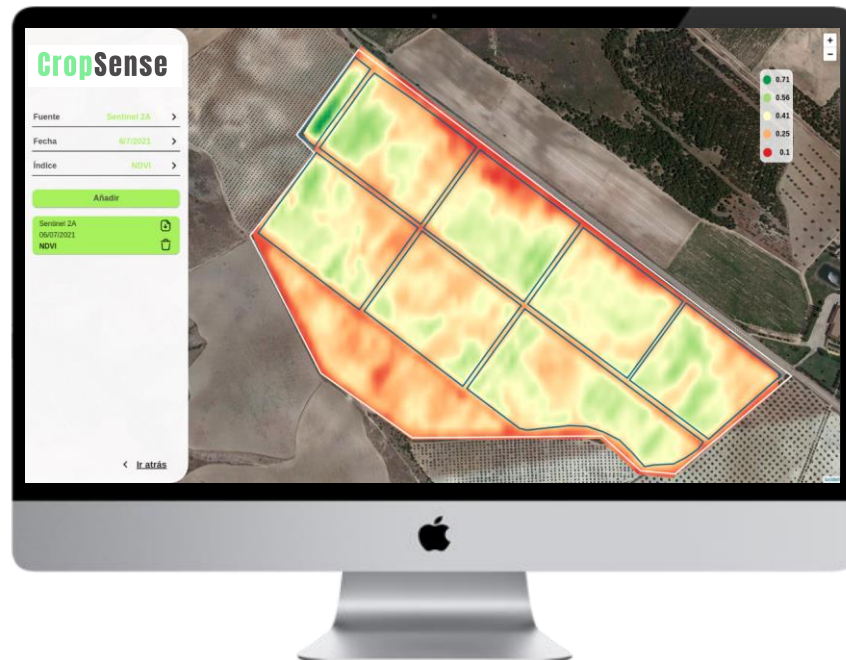 CropSense
Fuente Sentinel 2A >
Fecha 6/7/2021 >
Índice NDVI >
Añadir
Sentinel 2A
06/07/2021
NDVI
< Ir atrás
+
−
0.71
0.56
0.41
0.25
0.1